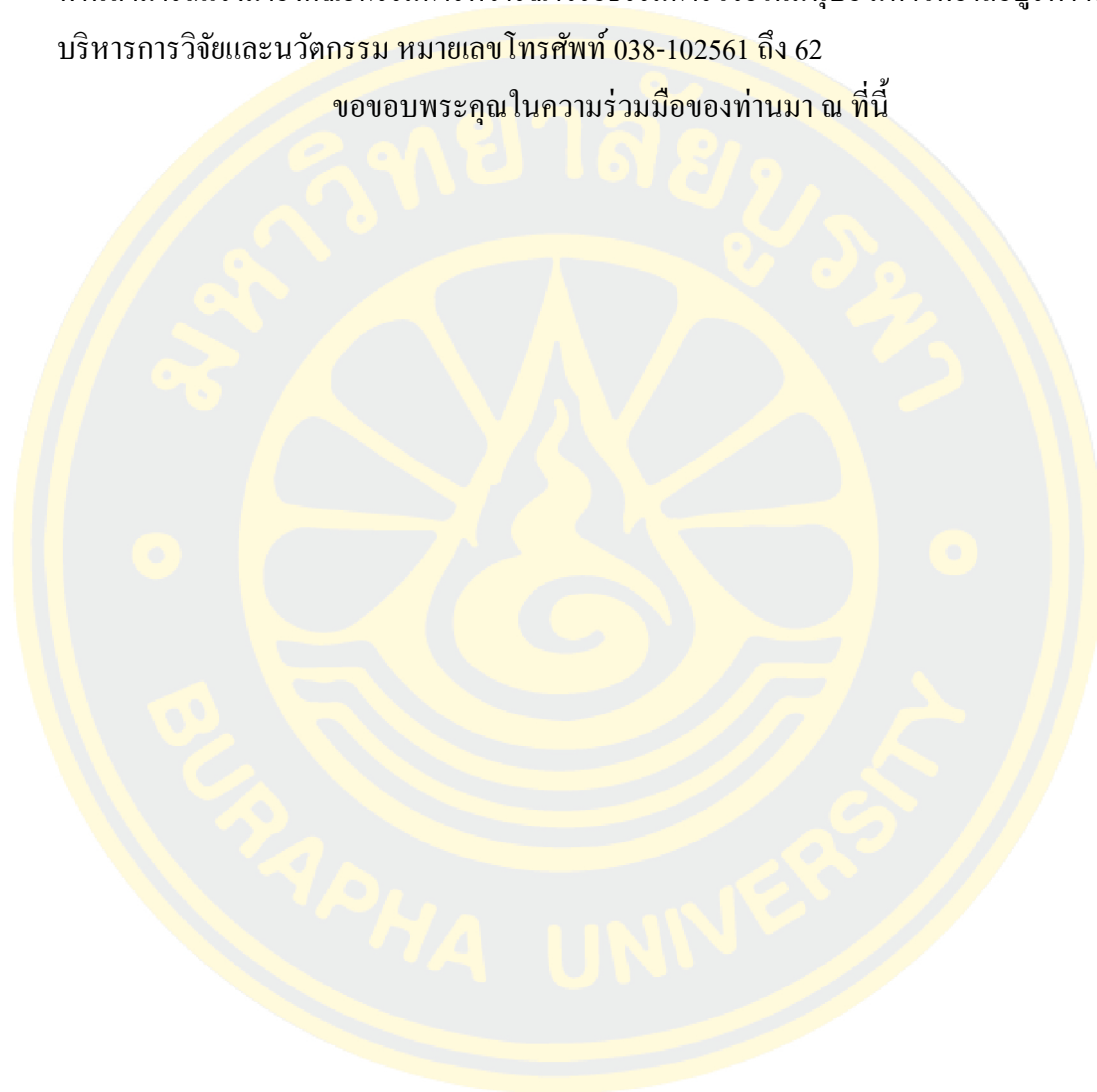 บริหารการวิจัยและนวัตกรรม หมายเลขโทรศัพท์ 038-102561 ถึง 62
ขอขอบพระคุณในความร่วมมือของท่านมา ณ ที่นี้
มหาวิทยาลัยบูรพา
BURAPHA UNIVERSITY